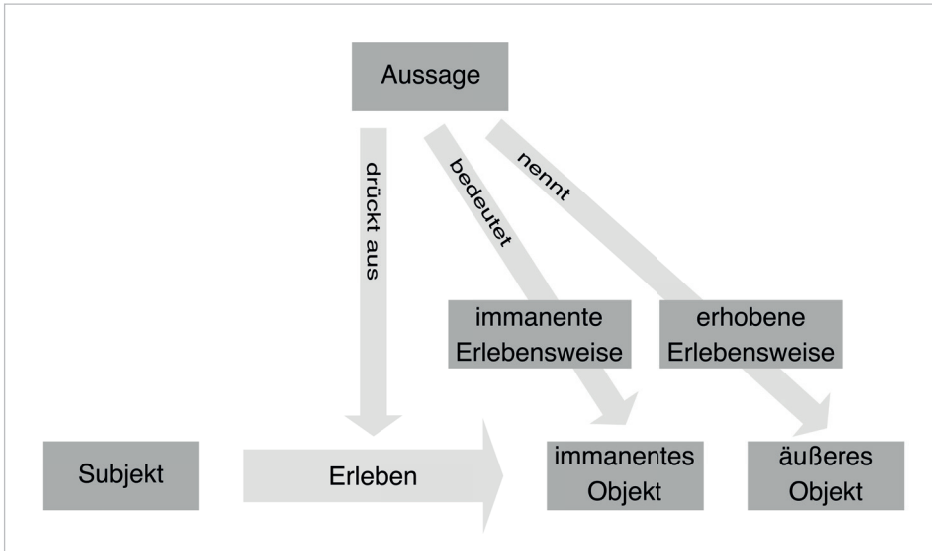 Aussage
drückt aus
bedeutet
nennt
immanente
Erlebensweise
erhobene
Erlebensweise
Subjekt
Erleben
immanentes
Objekt
äußeres
Objekt